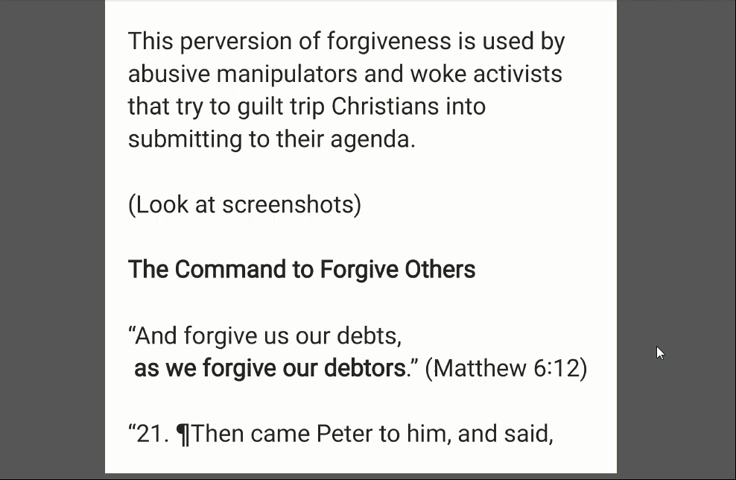 This perversion of forgiveness is used by
abusive manipulators and woke activists
that try to guilt trip Christians into
submitting to their agenda.
(Look at screenshots)
The Command to Forgive Others
“And forgive us our debts,
as we forgive our debtors.” (Matthew 6:12)
“21. ¶Then came Peter to him, and said,